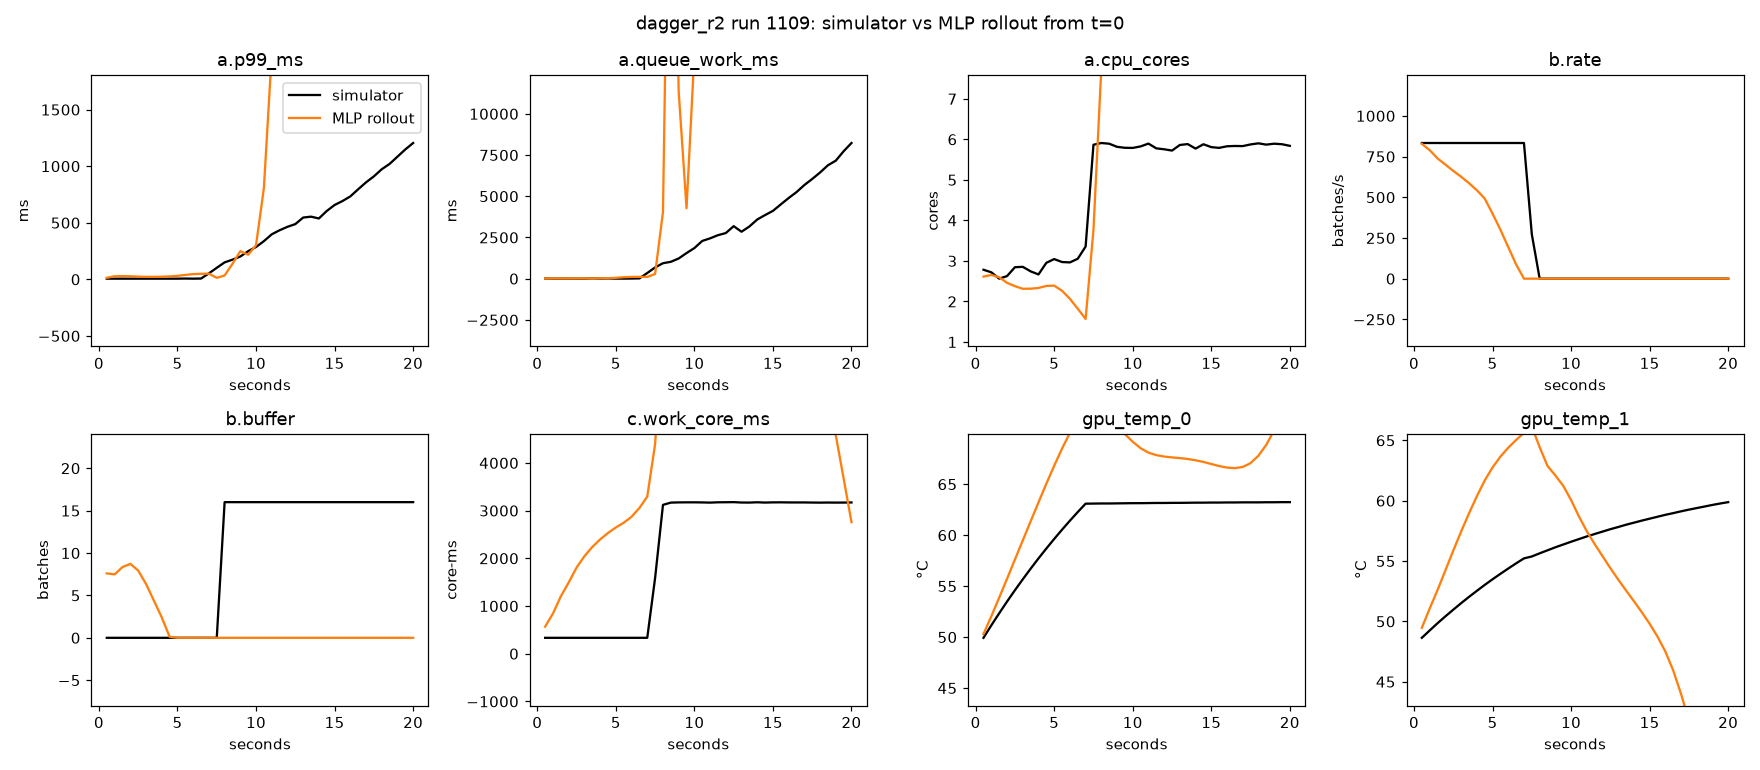 dagger_r2 run 1109: simulator vs MLP rollout from t=0
a.p99_ms
ms
1500
1000
500
0
−500
0 5 10 15 20
seconds
simulator
MLP rollout
a.queue_work_ms
ms
10000
7500
5000
2500
0
−2500
0 5 10 15 20
seconds
a.cpu_cores
cores
7
6
5
4
3
2
1
0 5 10 15 20
seconds
b.rate
batches/s
1000
750
500
250
0
−250
0 5 10 15 20
seconds
b.buffer
batches
20
15
10
5
0
−5
0 5 10 15 20
seconds
c.work_core_ms
core-ms
4000
3000
2000
1000
0
−1000
0 5 10 15 20
seconds
gpu_temp_0
°C
65
60
55
50
45
0 5 10 15 20
seconds
gpu_temp_1
°C
65
60
55
50
45
0 5 10 15 20
seconds